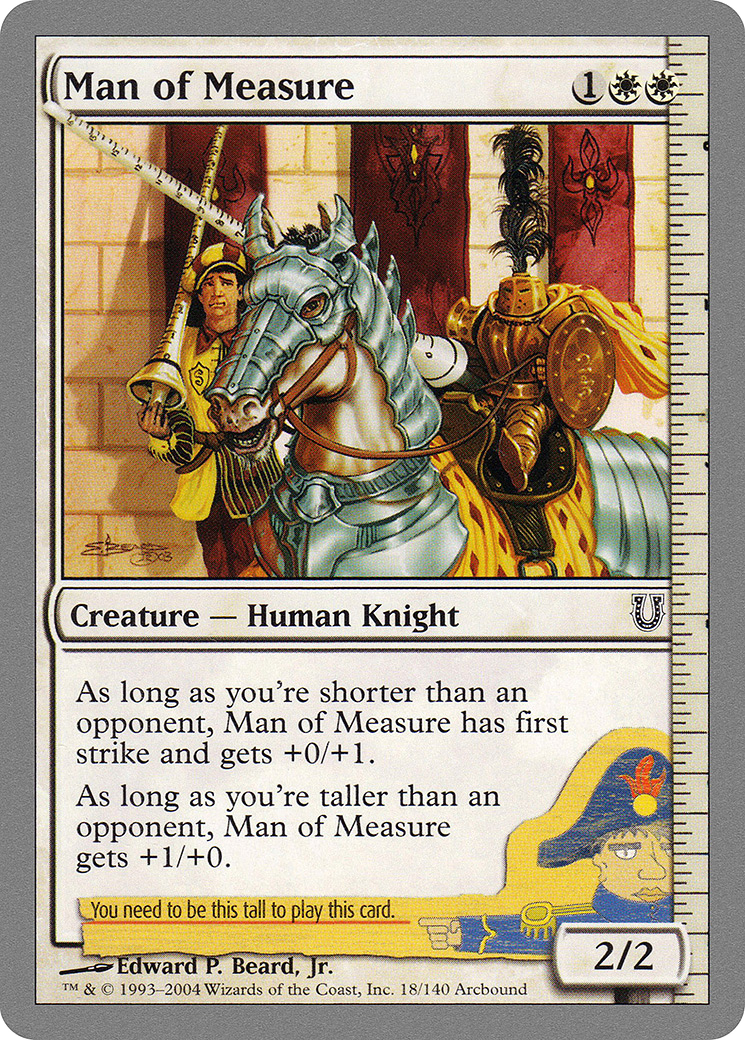 Man of Measure 1
Creature — Human Knight
As long as you're shorter than an
opponent, Man of Measure has first
strike and gets +0/+1.
As long as you're taller than an
opponent, Man of Measure
gets +1/+0.
You need to be this tall to play this card.
2/2
Edward P. Beard, Jr.
™ & © 1993–2004 Wizards of the Coast, Inc. 18/140 Arcbound